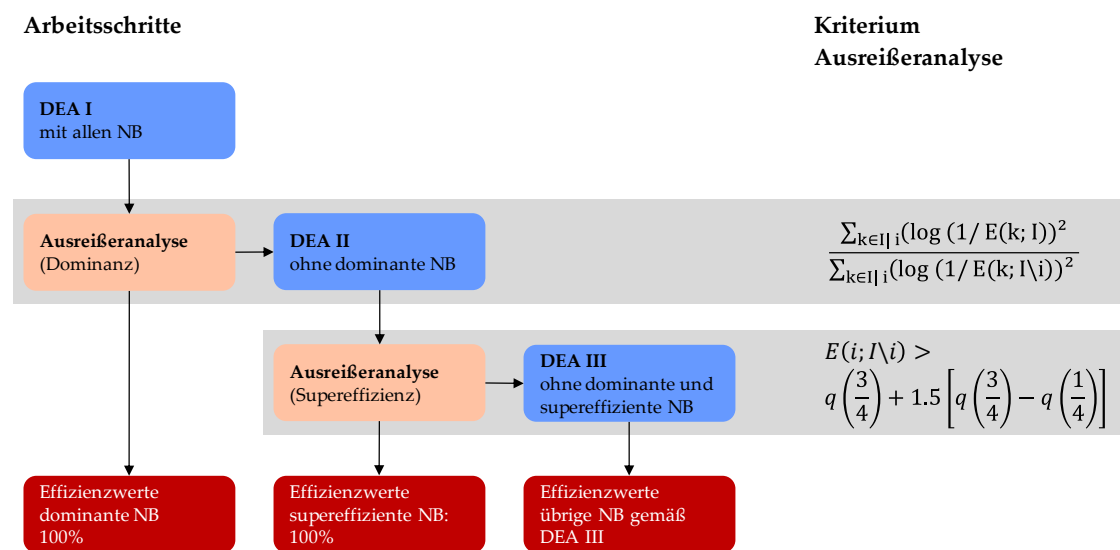 Arbeitsschritte
Kriterium
Ausreißeranalyse
DEA I
mit allen NB
Ausreißeranalyse
(Dominanz)
DEA II
ohne dominante NB
∑k∈I| i(log (1/ E(k; I))²
∑k∈I| i(log (1/ E(k; I\i))²
Ausreißeranalyse
(Supereffizienz)
DEA III
ohne dominante und
supereffiziente NB
E(i; I\i) >
q(3/4) + 1.5 [q(3/4) − q(1/4)]
Effizienzwerte
dominante NB
100%
Effizienzwerte
supereffiziente NB:
100%
Effizienzwerte
übrige NB gemäß
DEA III